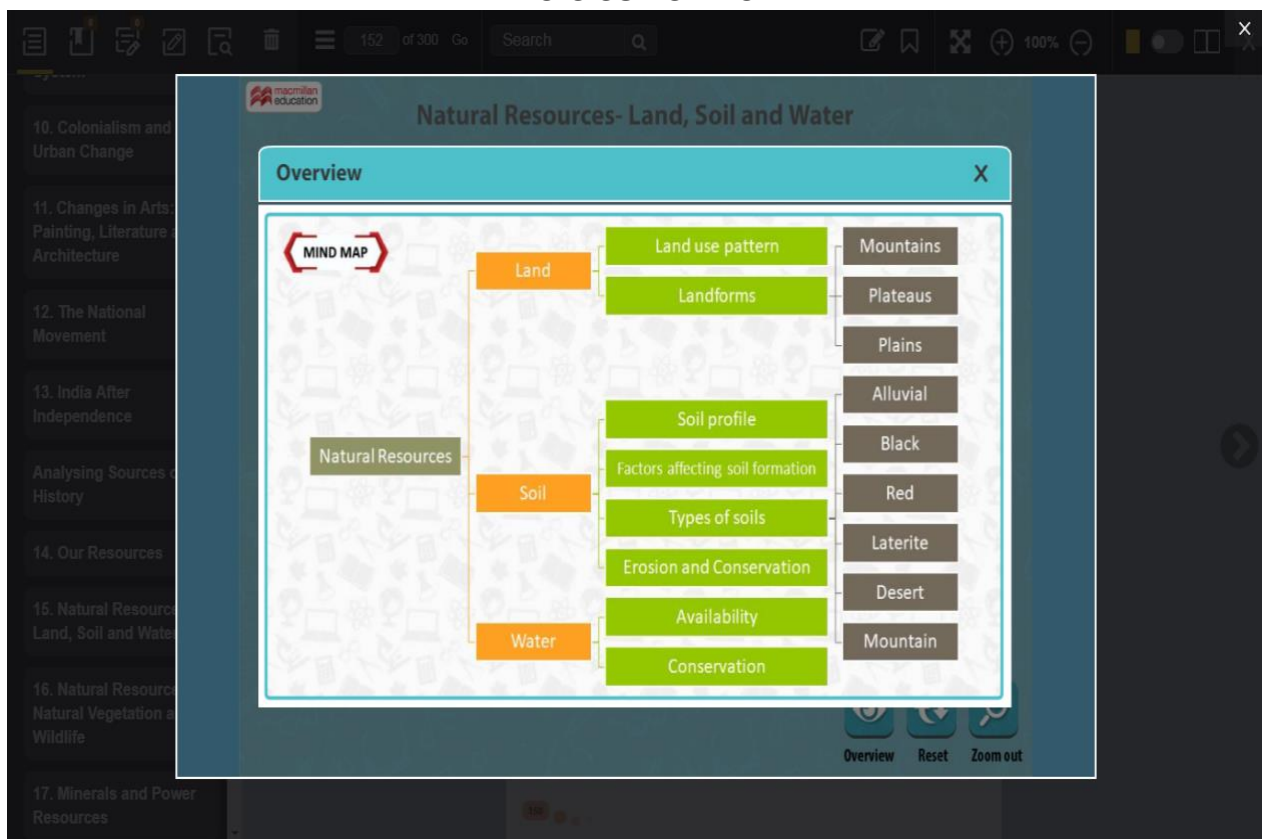 152 of 300 Go
Search
100%
X
10. Colonialism and
Urban Change
11. Changes in Arts:
Painting, Literature
Architecture
12. The National
Movement
13. India After
Independence
Analysing Sources
History
14. Our Resources
15. Natural Resource
Land, Soil and Water
16. Natural Resource
Natural Vegetation
Wildlife
17. Minerals and Power
Resources
macmillan
education
Natural Resources- Land, Soil and Water
Overview X
MIND MAP
Natural Resources
Land
Land use pattern
Landforms
Mountains
Plateaus
Plains
Soil
Soil profile
Factors affecting soil formation
Types of soils
Erosion and Conservation
Alluvial
Black
Red
Laterite
Desert
Mountain
Water
Availability
Conservation
Overview Reset Zoom out